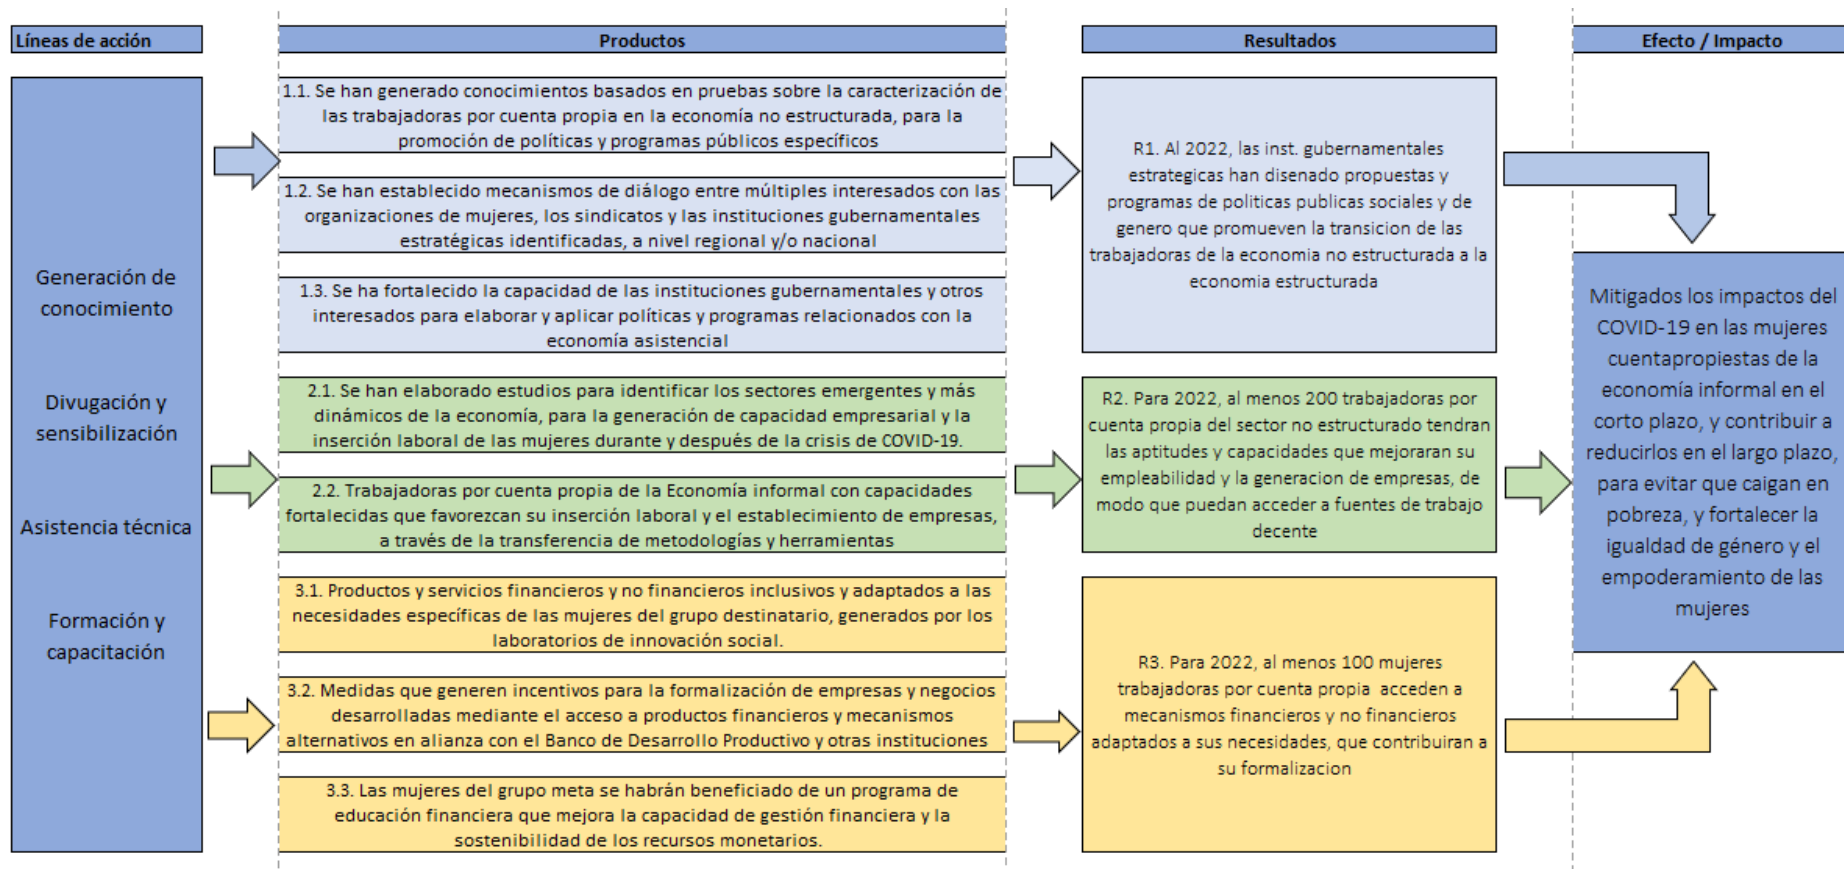 Líneas de acción
Productos
Resultados
Efecto / Impacto
Generación de
conocimiento
Divugación y
sensibilización
Asistencia técnica
Formación y
capacitación
1.1. Se han generado conocimientos basados en pruebas sobre la caracterización de
las trabajadoras por cuenta propia en la economía no estructurada, para la
promoción de políticas y programas públicos específicos
1.2. Se han establecido mecanismos de diálogo entre múltiples interesados con las
organizaciones de mujeres, los sindicatos y las instituciones gubernamentales
estratégicas identificadas, a nivel regional y/o nacional
1.3. Se ha fortalecido la capacidad de las instituciones gubernamentales y otros
interesados para elaborar y aplicar políticas y programas relacionados con la
economía asistencial
2.1. Se han elaborado estudios para identificar los sectores emergentes y más
dinámicos de la economía, para la generación de capacidad empresarial y la
inserción laboral de las mujeres durante y después de la crisis de COVID-19.
2.2. Trabajadoras por cuenta propia de la Economía informal con capacidades
fortalecidas que favorezcan su inserción laboral y el establecimiento de empresas,
a través de la transferencia de metodologías y herramientas
3.1. Productos y servicios financieros y no financieros inclusivos y adaptados a las
necesidades específicas de las mujeres del grupo destinatario, generados por los
laboratorios de innovación social.
3.2. Medidas que generen incentivos para la formalización de empresas y negocios
desarrolladas mediante el acceso a productos financieros y mecanismos
alternativos en alianza con el Banco de Desarrollo Productivo y otras instituciones
3.3. Las mujeres del grupo meta se habrán beneficiado de un programa de
educación financiera que mejora la capacidad de gestión financiera y la
sostenibilidad de los recursos monetarios.
R1. Al 2022, las inst. gubernamentales
estrategicas han disenado propuestas y
programas de politicas publicas sociales y de
genero que promueven la transicion de las
trabajadoras de la economia no estructurada a la
economia estructurada
R2. Para 2022, al menos 200 trabajadoras por
cuenta propia del sector no estructurado tendran
las aptitudes y capacidades que mejoraran su
empleabilidad y la generacion de empresas, de
modo que puedan acceder a fuentes de trabajo
decente
R3. Para 2022, al menos 100 mujeres
trabajadoras por cuenta propia acceden a
mecanismos financieros y no financieros
adaptados a sus necesidades, que contribuiran a
su formalizacion
Mitigados los impactos del
COVID-19 en las mujeres
cuentapropiestas de la
economía informal en el
corto plazo, y contribuir a
reducirlos en el largo plazo,
para evitar que caigan en
pobreza, y fortalecer la
igualdad de género y el
empoderamiento de las
mujeres